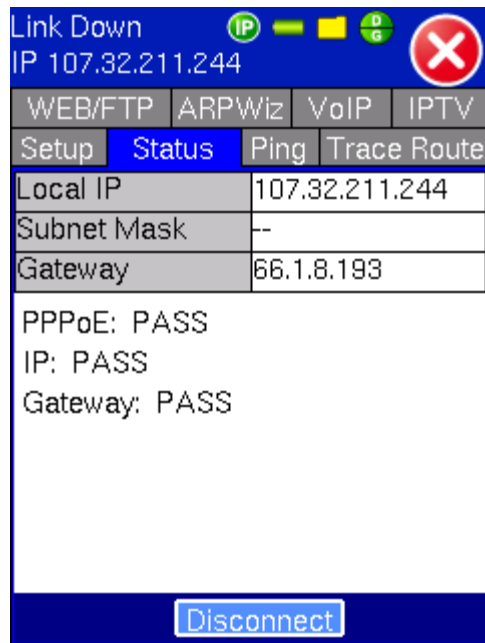 Link Down IP D G
IP 107.32.211.244
WEB/FTP ARPWiz VoIP IPTV
Setup Status Ping Trace Route
Local IP 107.32.211.244
Subnet Mask --
Gateway 66.1.8.193
PPPoE: PASS
IP: PASS
Gateway: PASS
Disconnect